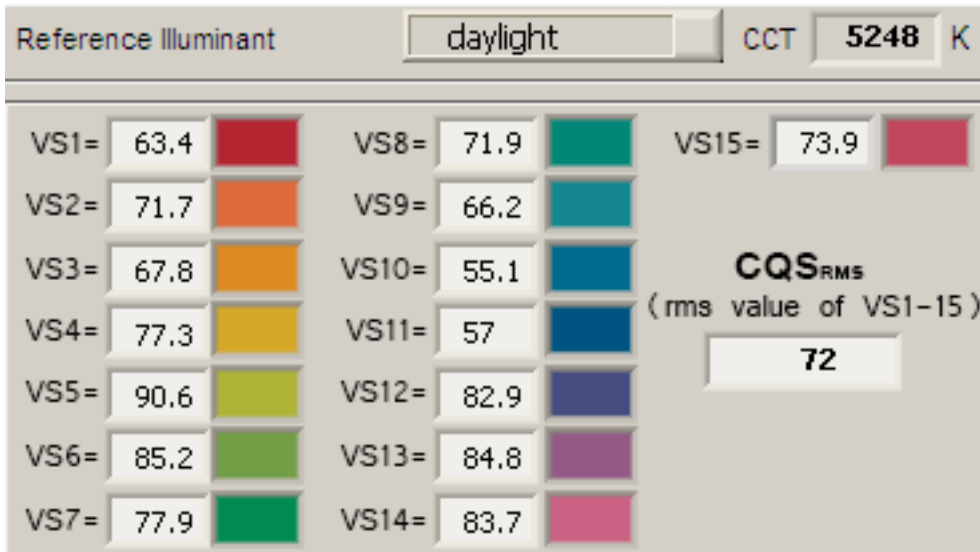 Reference Illuminant daylight CCT 5248 K
VS1= 63.4 VS8= 71.9 VS15= 73.9
VS2= 71.7 VS9= 66.2
VS3= 67.8 VS10= 55.1 CQSRMS
(rms value of VS1-15)
VS4= 77.3 VS11= 57 72
VS5= 90.6 VS12= 82.9
VS6= 85.2 VS13= 84.8
VS7= 77.9 VS14= 83.7